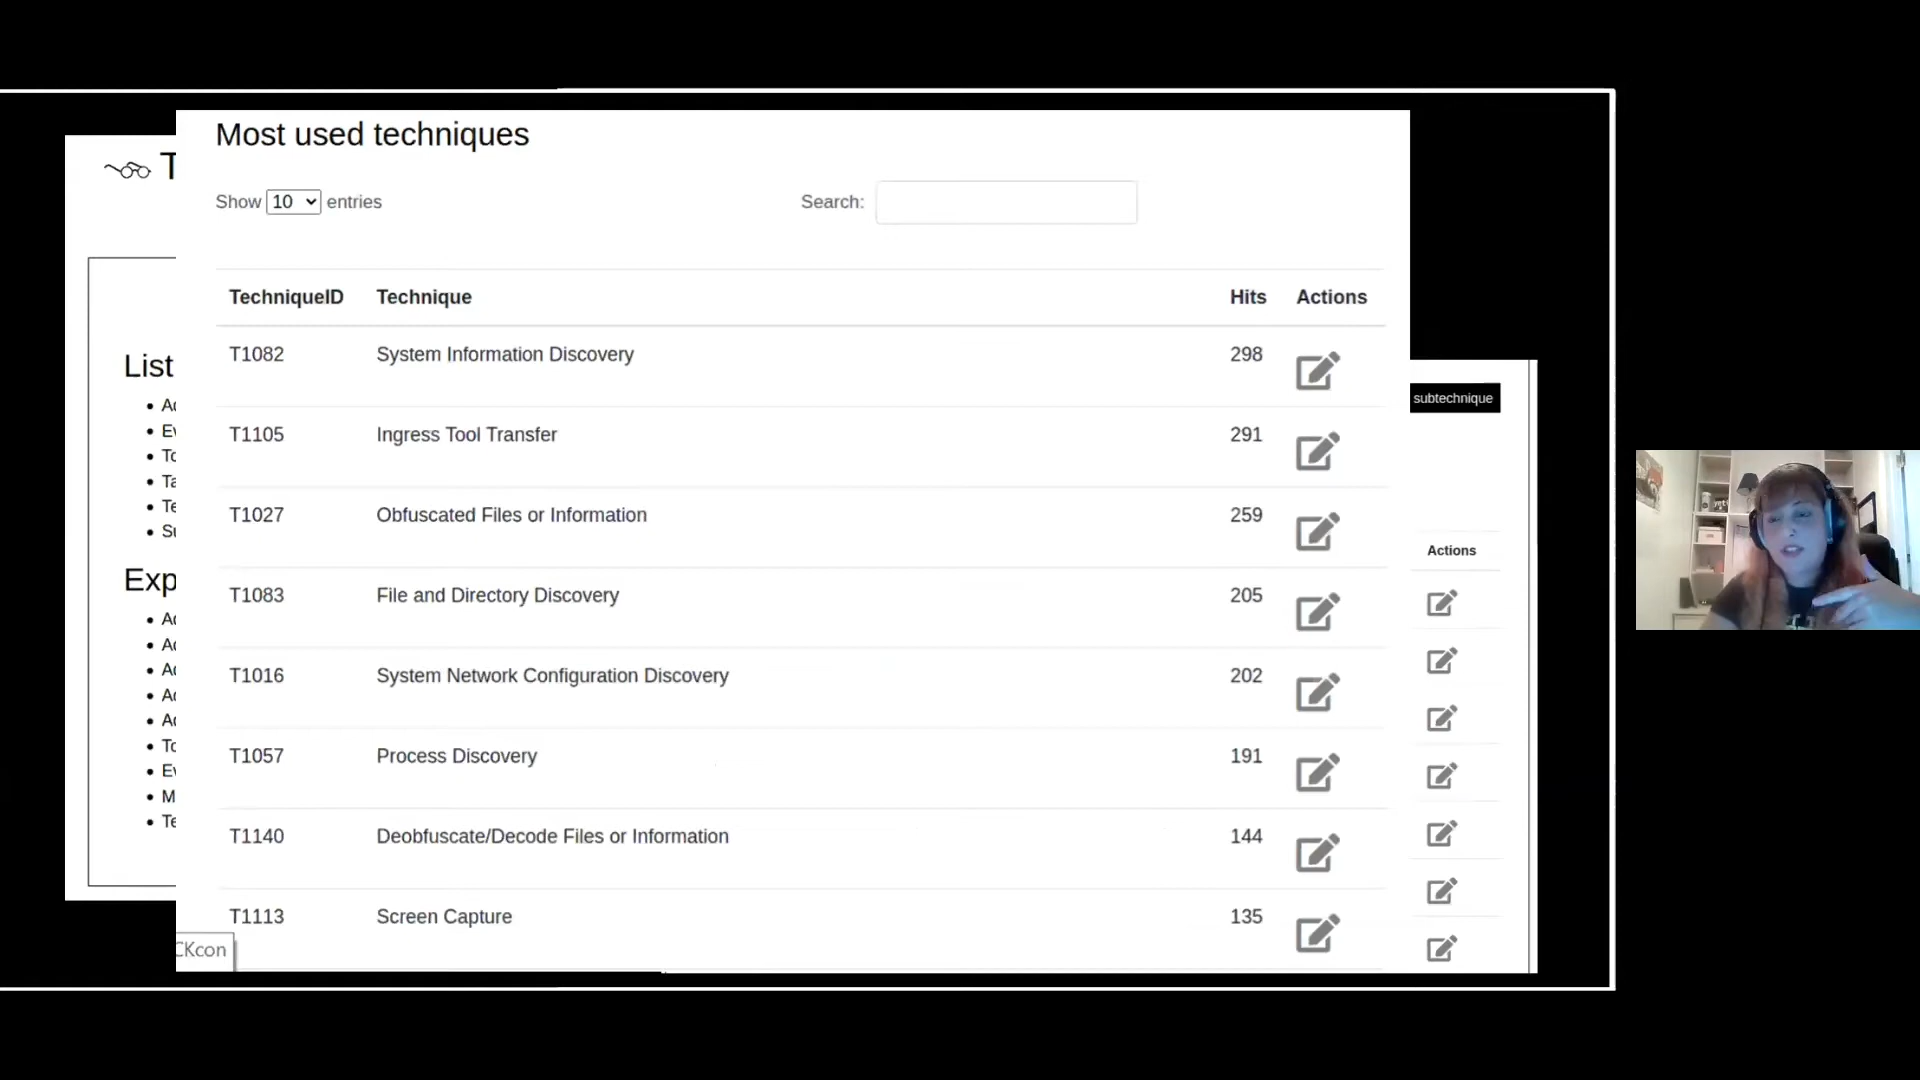 Most used techniques
T
Show 10 entries
Search:
TechniqueID Technique Hits Actions
T1082 System Information Discovery 298
T1105 Ingress Tool Transfer 291
T1027 Obfuscated Files or Information 259
T1083 File and Directory Discovery 205
T1016 System Network Configuration Discovery 202
T1057 Process Discovery 191
T1140 Deobfuscate/Decode Files or Information 144
T1113 Screen Capture 135
List
Exp
subtechnique
Actions
CKcon